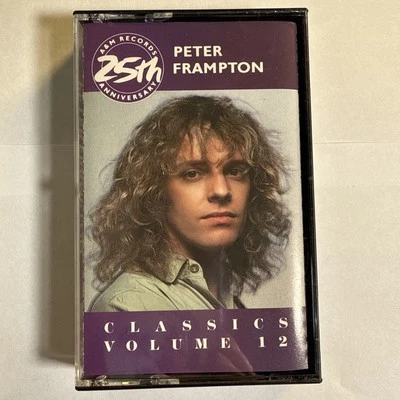 A&M RECORDS
25th
ANNIVERSARY
PETER
FRAMPTON
CLASSICS
VOLUME 12